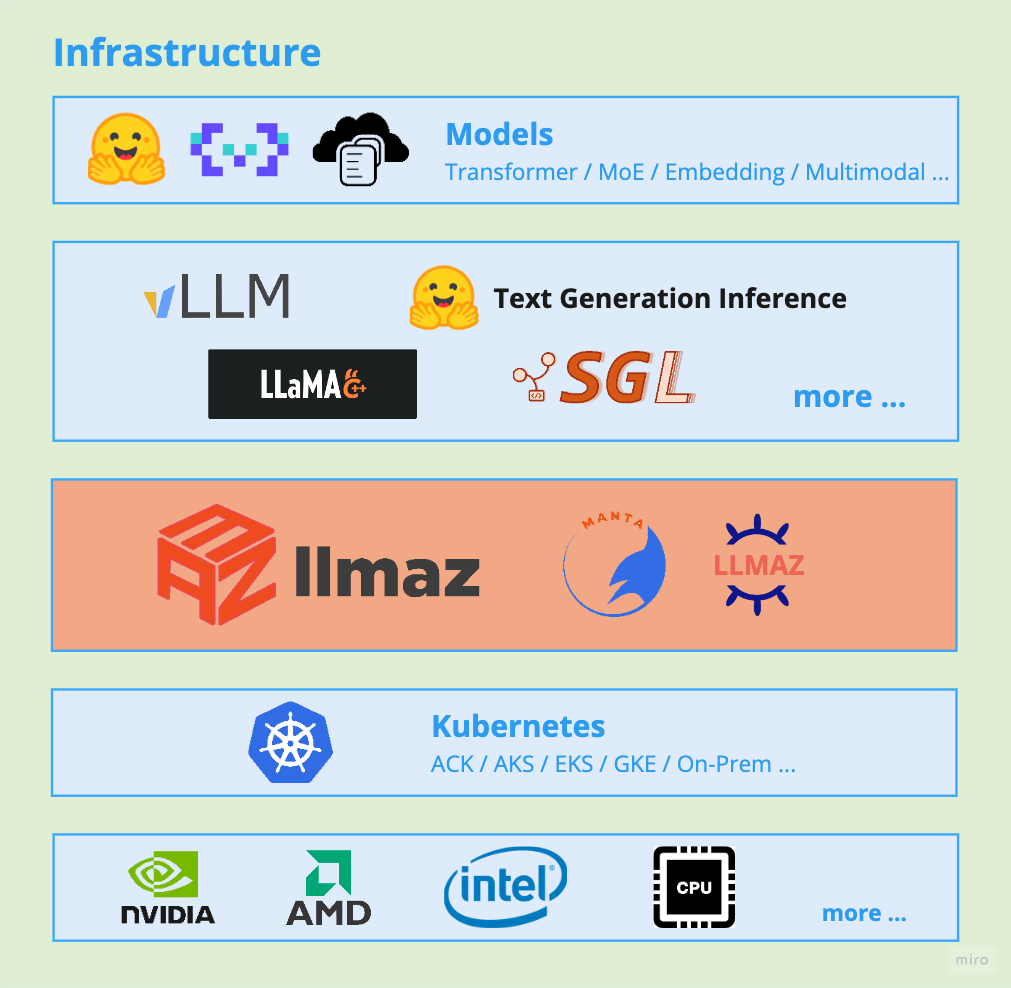 Infrastructure
Models
Transformer / MoE / Embedding / Multimodal ...
vLLM
Text Generation Inference
LLaMA C++
SGL
more ...
MAZ
llmaz
MANTA
LLMAZ
Kubernetes
ACK / AKS / EKS / GKE / On-Prem ...
NVIDIA
AMD
intel®
CPU
more ...
miro